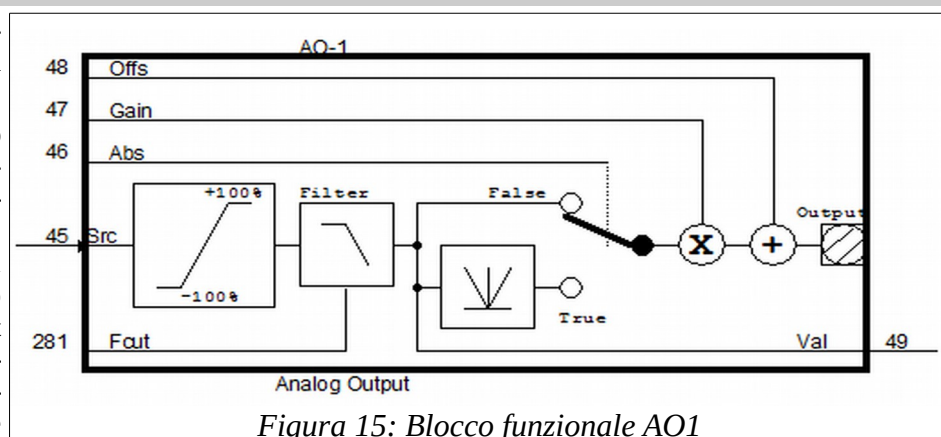 AO-1
48 Offs
47 Gain
46 Abs
+100%
Filter
False
Output
45 Src
X
+
-100%
True
281 Fcut
Val 49
Analog Output
Figura 15: Blocco funzionale AO1